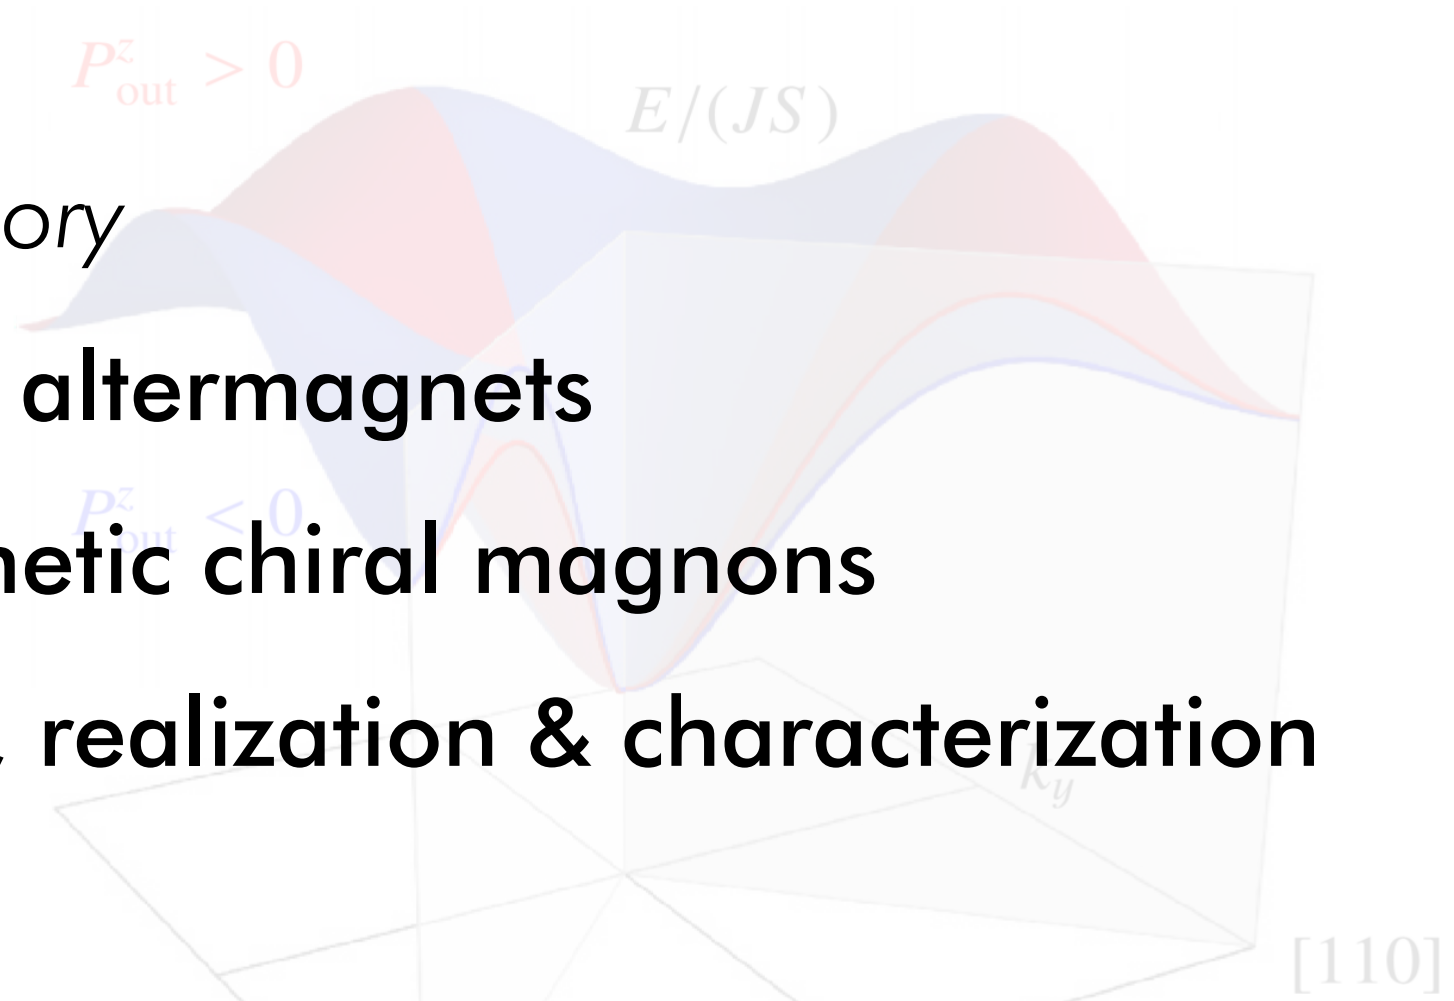 P^z_out > 0
E/(JS)
ory
altermagnets
P^z_out < 0
netic chiral magnons
realization & characterization
k_y
[110]